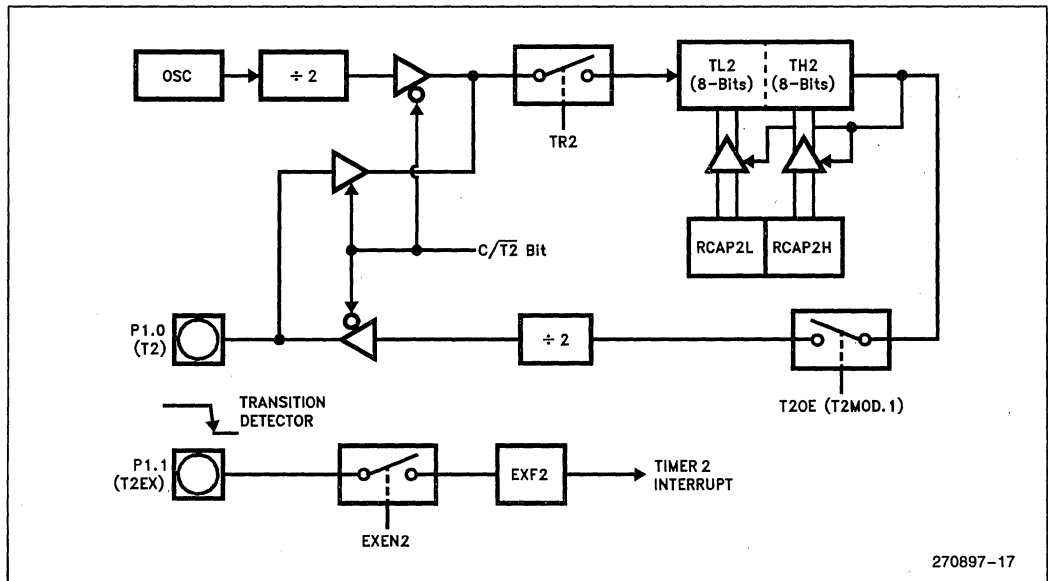 OSC
÷ 2
TR2
TL2
(8-Bits)
TH2
(8-Bits)
RCAP2L
RCAP2H
C/T̅2̅ Bit
P1.0
(T2)
÷ 2
T2OE (T2MOD.1)
TRANSITION
DETECTOR
P1.1
(T2EX)
EXEN2
EXF2
TIMER 2
INTERRUPT
270897-17